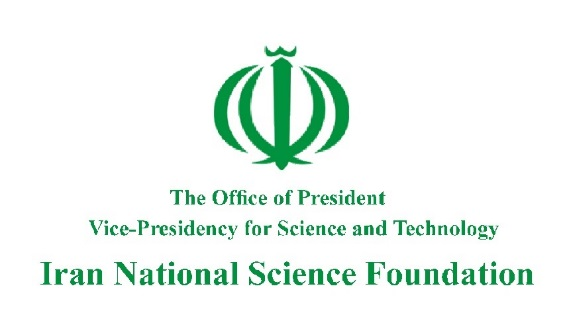 The Office of President
Vice-Presidency for Science and Technology
Iran National Science Foundation